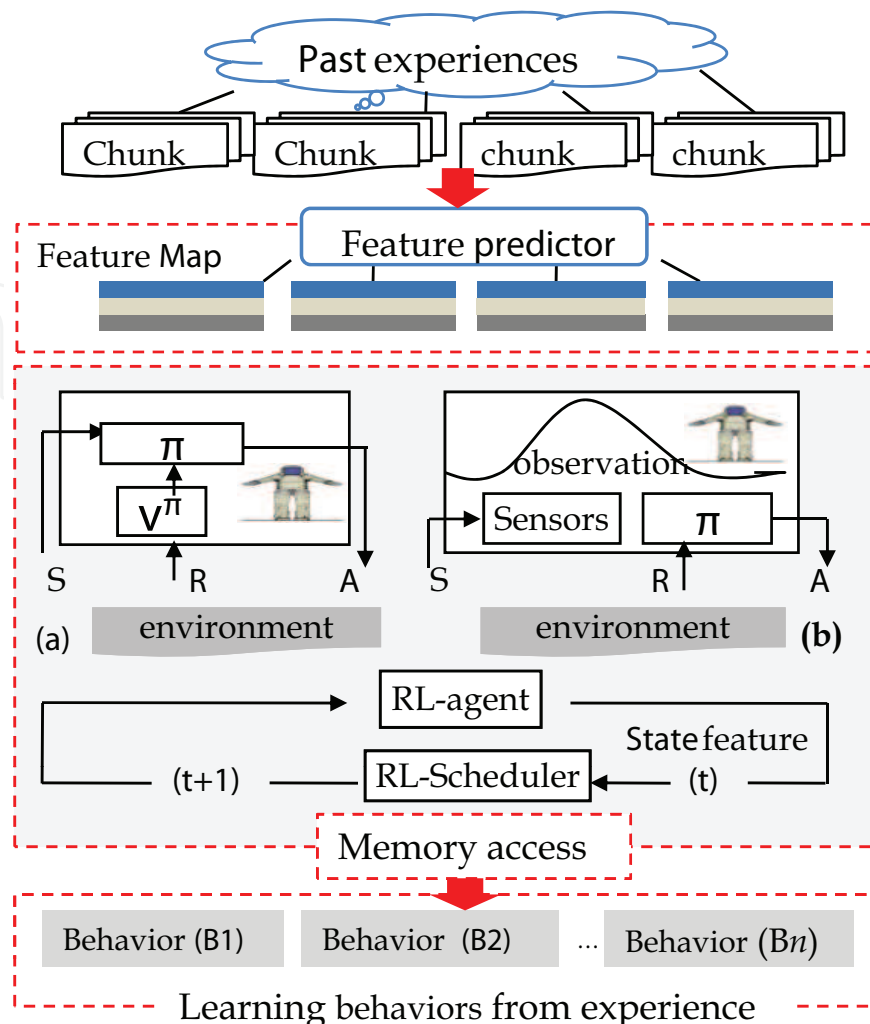 Past experiences
Chunk Chunk chunk chunk
Feature predictor
Feature Map
π
V^π
S R A
(a) environment
observation
Sensors π
S R A
environment (b)
RL-agent
State feature
(t+1) RL-Scheduler (t)
Memory access
Behavior (B1) Behavior (B2) ... Behavior (Bn)
Learning behaviors from experience